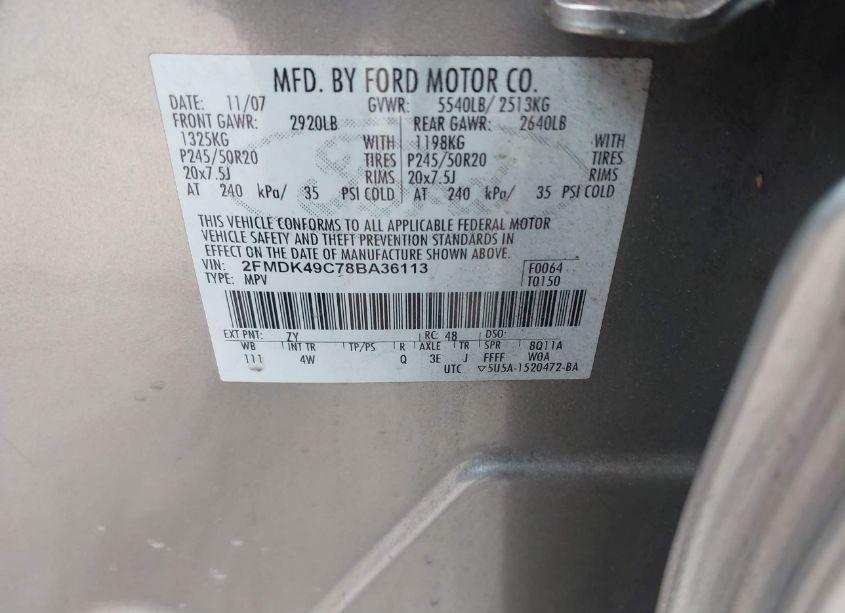 MFD. BY FORD MOTOR CO.
DATE: 11/07 GVWR: 5540LB/ 2513KG
FRONT GAWR: 2920LB REAR GAWR: 2640LB
1325KG WITH 1198KG WITH
P245/50R20 TIRES P245/50R20 TIRES
20x7.5J RIMS 20x7.5J RIMS
AT 240 kPa/ 35 PSI COLD AT 240 kPa/ 35 PSI COLD
THIS VEHICLE CONFORMS TO ALL APPLICABLE FEDERAL MOTOR
VEHICLE SAFETY AND THEFT PREVENTION STANDARDS IN
EFFECT ON THE DATE OF MANUFACTURE SHOWN ABOVE.
VIN: 2FMDK49C78BA36113 F0064
TYPE: MPV T0150
EXT PNT: ZY RC: 48 DSO:
WB INT TR TP/PS R AXLE TR SPR 8Q11A
111 4W Q 3E J FFFF W0A
UTC ▽5U5A-1520472-BA